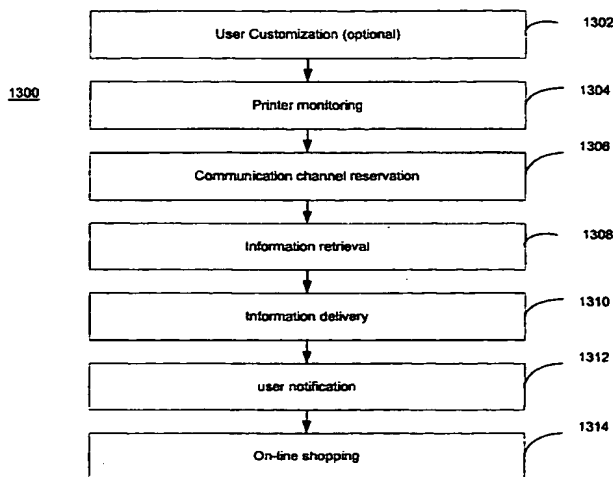 User Customization (optional)
1302
1300
Printer monitoring
1304
Communication channel reservation
1306
Information retrieval
1308
Information delivery
1310
user notification
1312
On-line shopping
1314